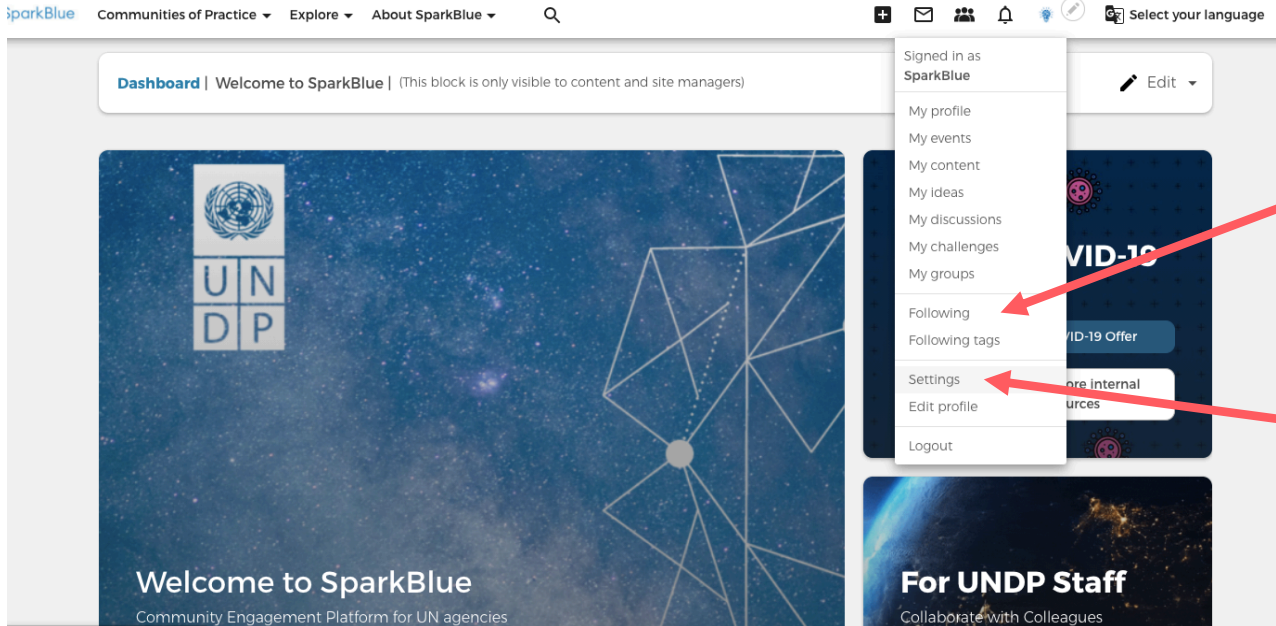 SparkBlue Communities of Practice Explore About SparkBlue Select your language
Signed in as
SparkBlue
Dashboard | Welcome to SparkBlue | (This block is only visible to content and site managers) Edit
My profile
My events
My content
My ideas
My discussions
My challenges
My groups
Following
Following tags
Settings
Edit profile
Logout
U N
D P
VID-19
ID-19 Offer
ore internal
urces
Welcome to SparkBlue
Community Engagement Platform for UN agencies
For UNDP Staff
Collaborate with Colleagues